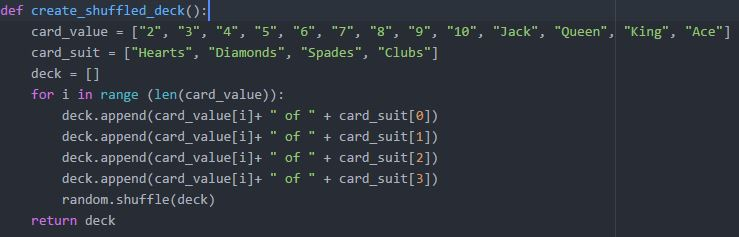 def create_shuffled_deck():
    card_value = ["2", "3", "4", "5", "6", "7", "8", "9", "10", "Jack", "Queen", "King", "Ace"]
    card_suit = ["Hearts", "Diamonds", "Spades", "Clubs"]
    deck = []
    for i in range (len(card_value)):
        deck.append(card_value[i]+ " of " + card_suit[0])
        deck.append(card_value[i]+ " of " + card_suit[1])
        deck.append(card_value[i]+ " of " + card_suit[2])
        deck.append(card_value[i]+ " of " + card_suit[3])
        random.shuffle(deck)
    return deck